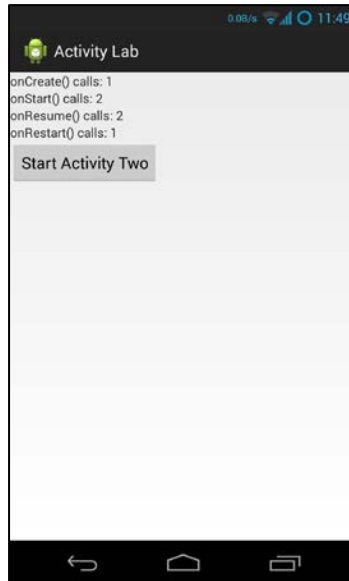 0.08/s 11:49
Activity Lab
onCreate() calls: 1
onStart() calls: 2
onResume() calls: 2
onRestart() calls: 1
Start Activity Two